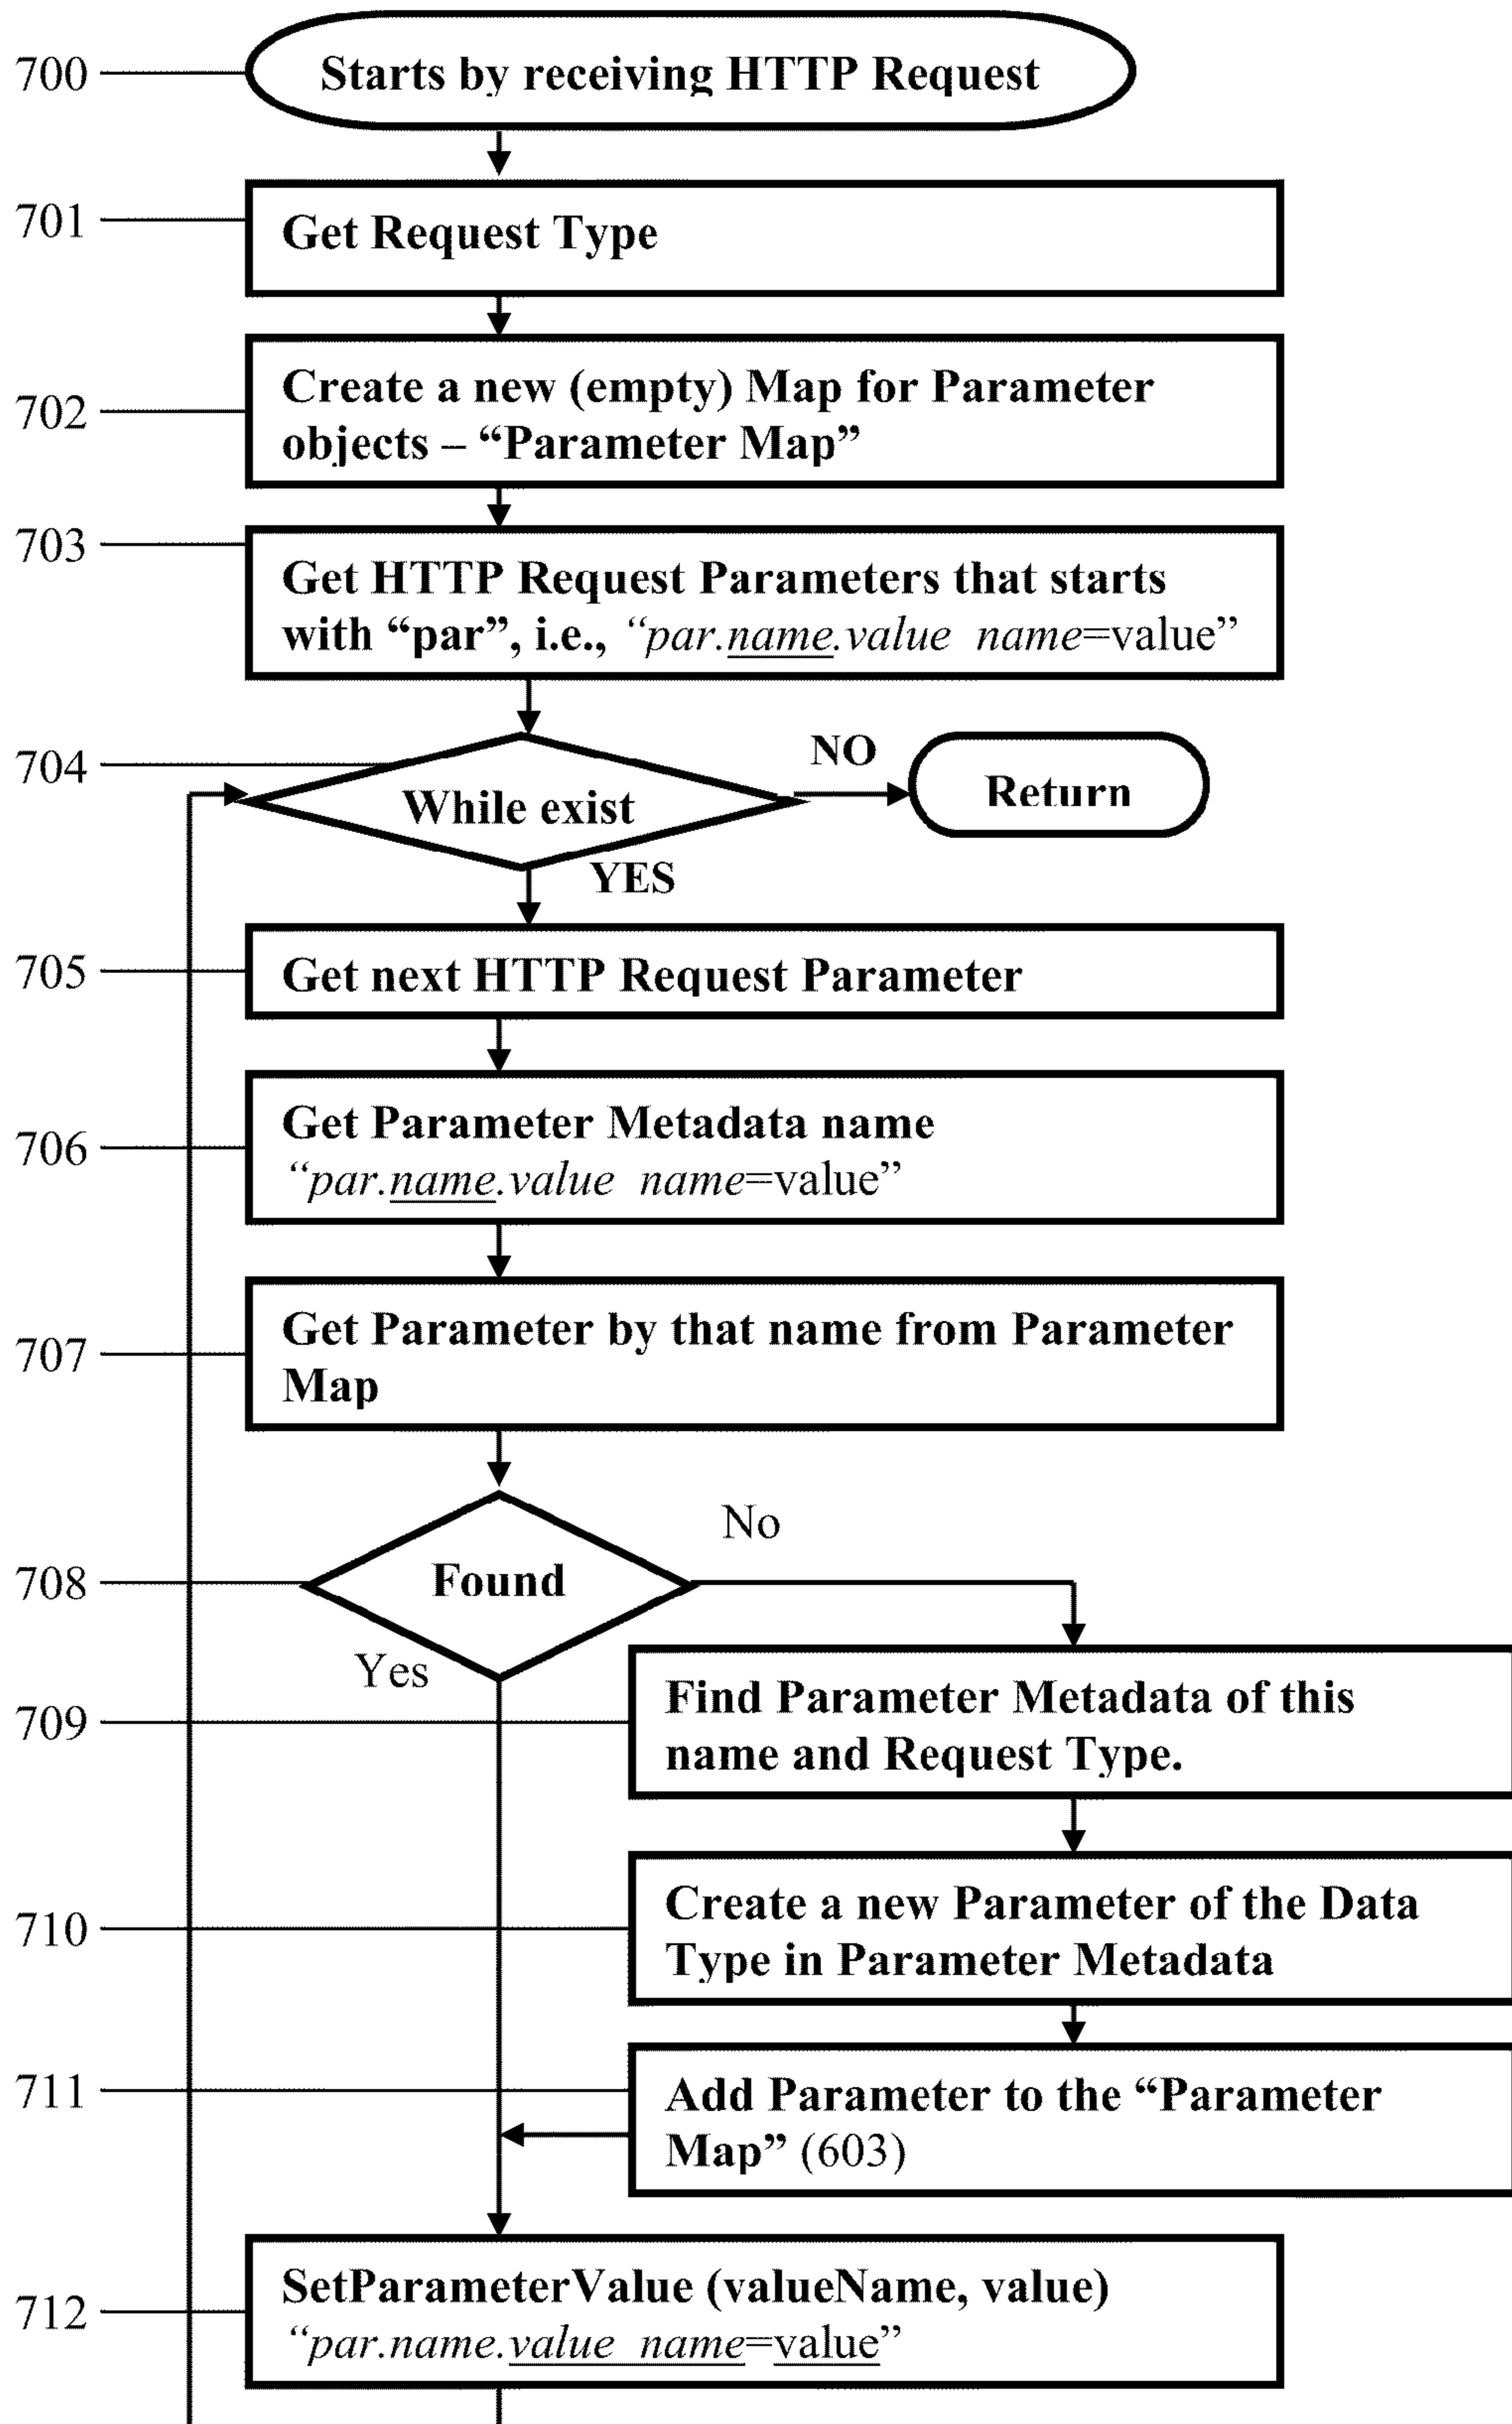 700
Starts by receiving HTTP Request
701
Get Request Type
702
Create a new (empty) Map for Parameter
objects – “Parameter Map”
703
Get HTTP Request Parameters that starts
with “par”, i.e., “par.name.value name=value”
704
While exist
NO
Return
YES
705
Get next HTTP Request Parameter
706
Get Parameter Metadata name
“par.name.value name=value”
707
Get Parameter by that name from Parameter
Map
708
Found
No
Yes
709
Find Parameter Metadata of this
name and Request Type.
710
Create a new Parameter of the Data
Type in Parameter Metadata
711
Add Parameter to the “Parameter
Map” (603)
712
SetParameterValue (valueName, value)
“par.name.value name=value”